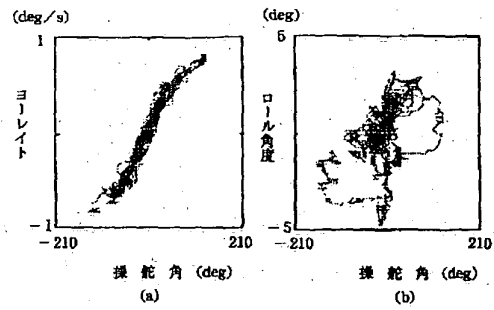 (deg/s)
1
ヨーレイト
-1
-210
210
操舵角 (deg)
(a)
(deg)
5
ロール角度
-5
-210
210
操舵角 (deg)
(b)